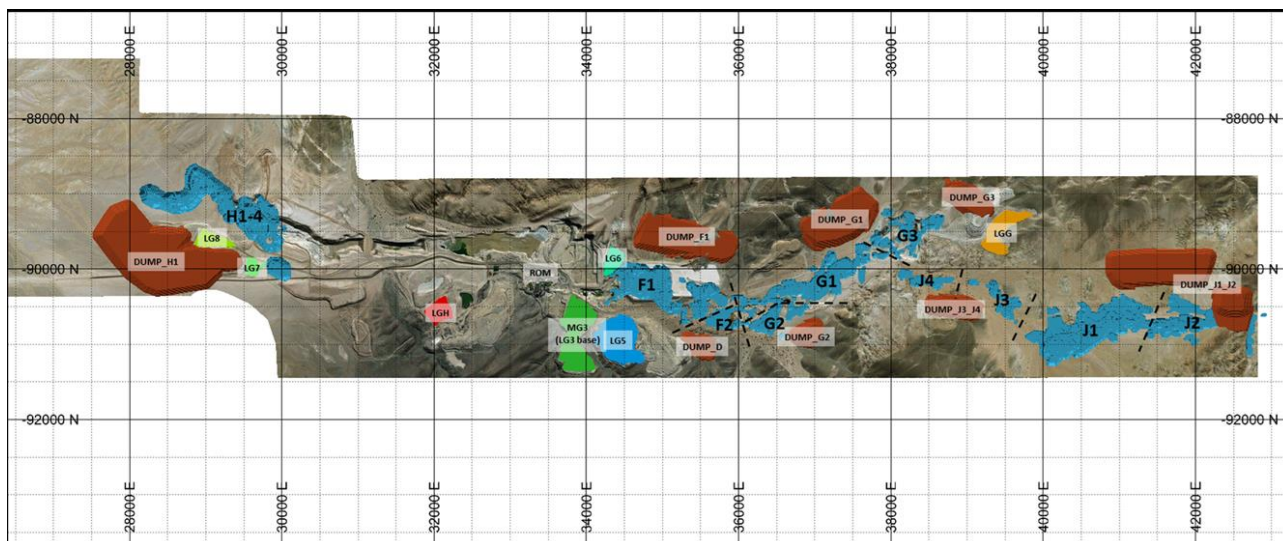 28000 E
30000 E
32000 E
34000 E
36000 E
38000 E
40000 E
42000 E
-88000 N
-88000 N
H1-4
LG8
DUMP_H1
LG7
DUMP_F1
DUMP_G1
DUMP_G3
G3
LGG
-90000 N
-90000 N
LG6
ROM
F1
G1
J4
J3
DUMP_J1_J2
LGH
MG3
(LG3 base)
LG5
F2
G2
DUMP_D
DUMP_G2
DUMP_J3_J4
J1
J2
-92000 N
-92000 N
28000 E
30000 E
32000 E
34000 E
36000 E
38000 E
40000 E
42000 E